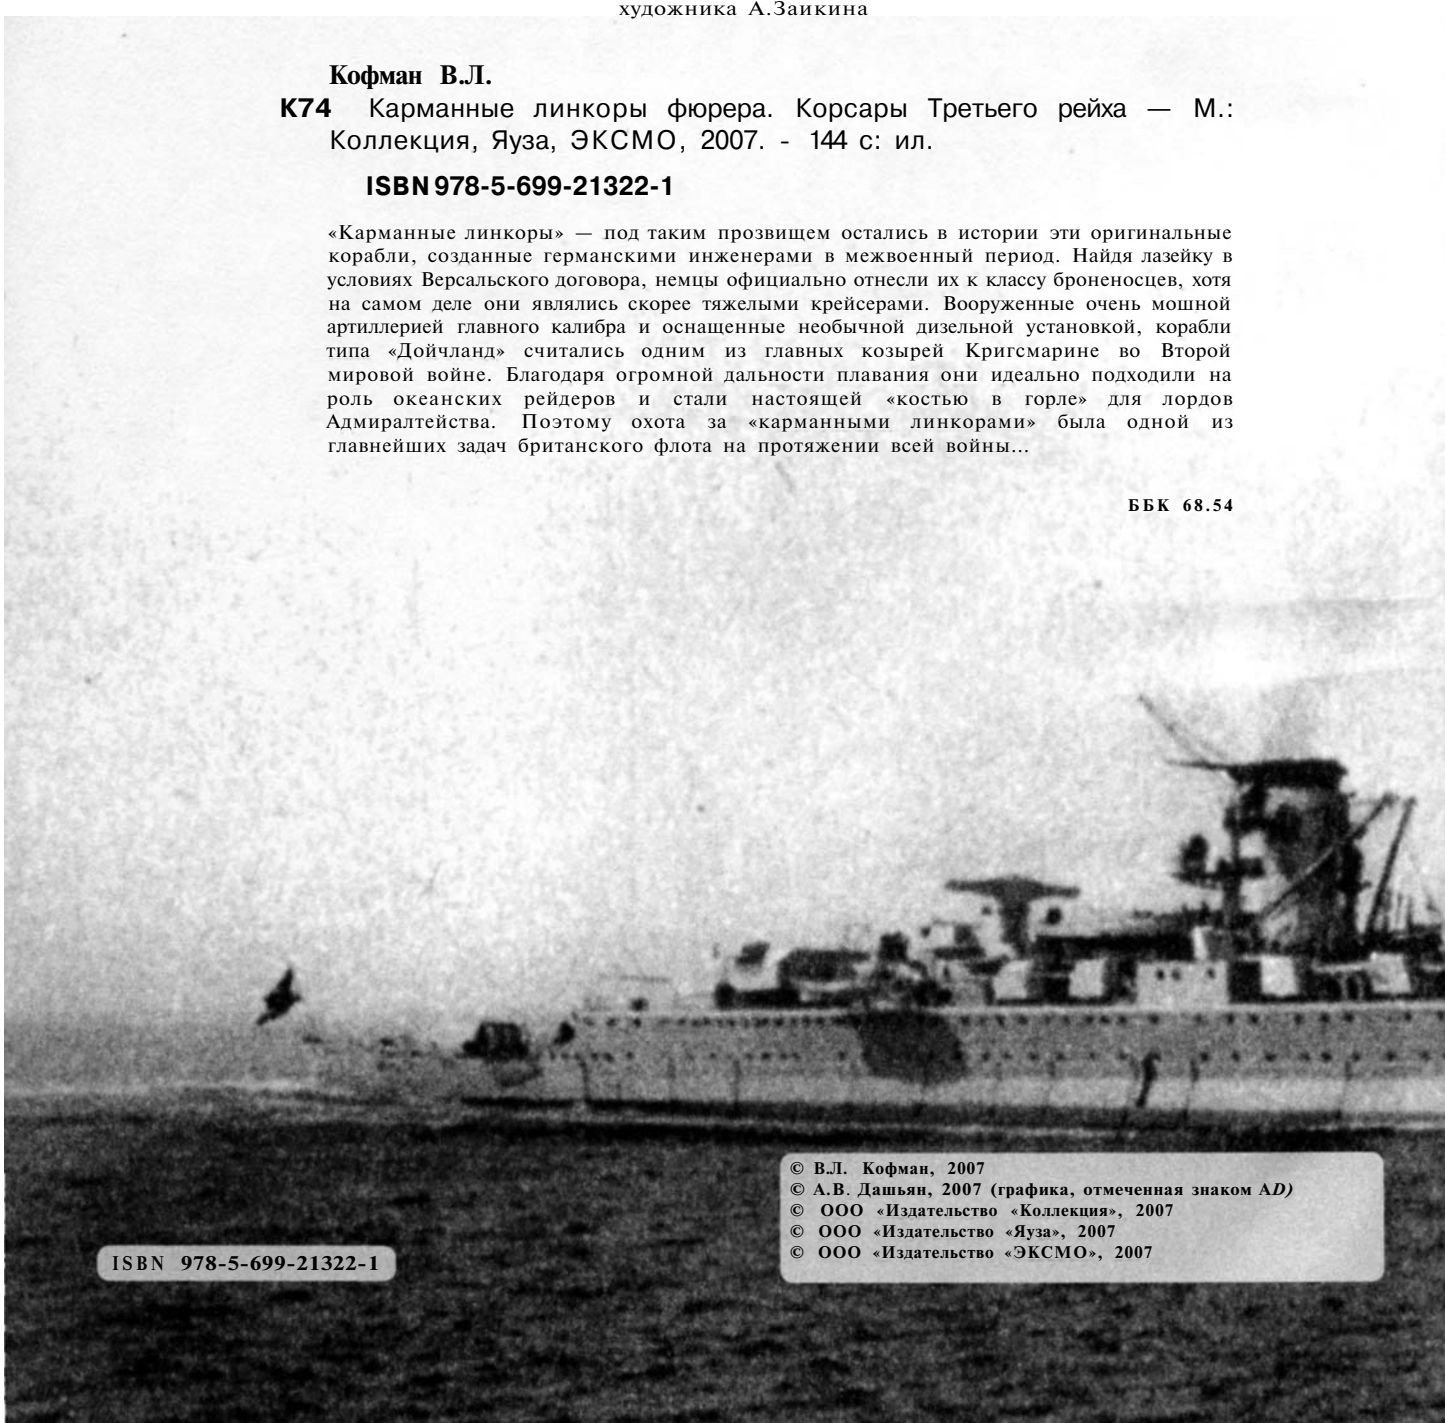 художника А.Заикина
Кофман В.Л.
К74 Карманные линкоры фюрера. Корсары Третьего рейха — М.:
Коллекция, Яуза, ЭКСМО, 2007. - 144 с: ил.
ISBN 978-5-699-21322-1
«Карманные линкоры» — под таким прозвищем остались в истории эти оригинальные
корабли, созданные германскими инженерами в межвоенный период. Найдя лазейку в
условиях Версальского договора, немцы официально отнесли их к классу броненосцев, хотя
на самом деле они являлись скорее тяжелыми крейсерами. Вооруженные очень мошной
артиллерией главного калибра и оснащенные необычной дизельной установкой, корабли
типа «Дойчланд» считались одним из главных козырей Кригсмарине во Второй
мировой войне. Благодаря огромной дальности плавания они идеально подходили на
роль океанских рейдеров и стали настоящей «костью в горле» для лордов
Адмиралтейства. Поэтому охота за «карманными линкорами» была одной из
главнейших задач британского флота на протяжении всей войны...
ББК 68.54
© В.Л. Кофман, 2007
© А.В. Дашьян, 2007 (графика, отмеченная знаком AD)
© ООО «Издательство «Коллекция», 2007
© ООО «Издательство «Яуза», 2007
© ООО «Издательство «ЭКСМО», 2007
ISBN 978-5-699-21322-1